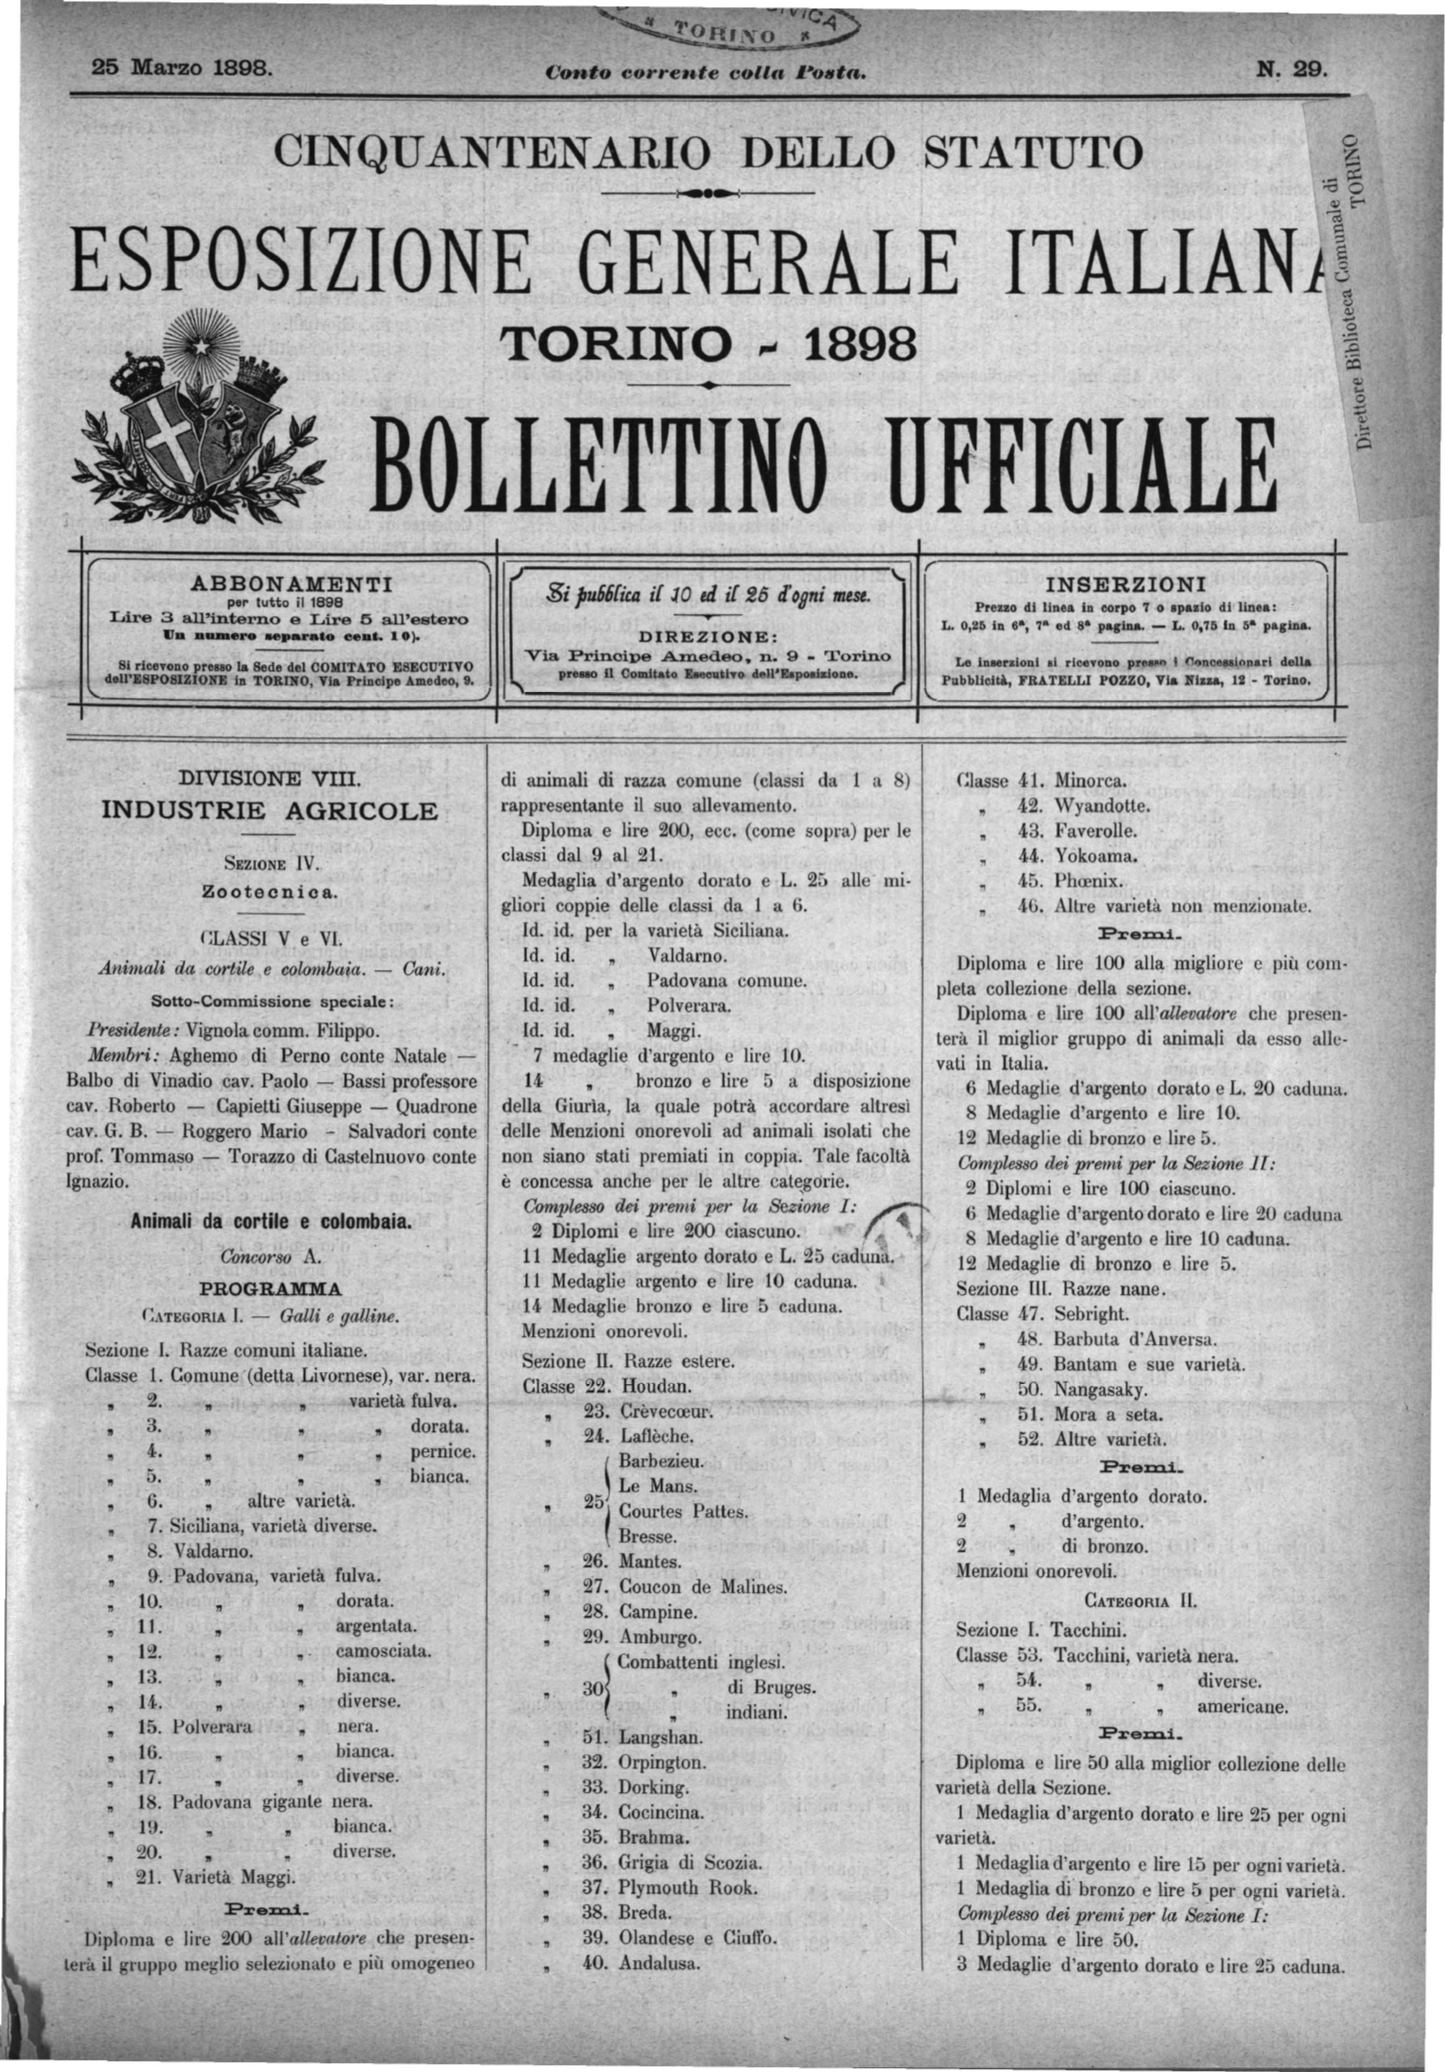 CIVICA
TORINO
25 Marzo 1898.
Conto corrente colla Posta.
N. 29.
CINQUANTENARIO DELLO STATUTO
ESPOSIZIONE GENERALE ITALIANA
TORINO - 1898
BOLLETTINO UFFICIALE
Direttore Biblioteca Comunale di
TORINO
ABBONAMENTI
per tutto il 1898
Lire 3 all'interno e Lire 5 all'estero
Un numero separato cent. 10).
Si ricevono presso la Sede del COMITATO ESECUTIVO
dell'ESPOSIZIONE in TORINO, Via Principe Amedeo, 9.
Si pubblica il 10 ed il 25 d'ogni mese.
DIREZIONE:
Via Principe Amedeo, n. 9 - Torino
presso il Comitato Esecutivo dell'Esposizione.
INSERZIONI
Prezzo di linea in corpo 7 o spazio di linea:
L. 0,25 in 6ª, 7ª ed 8ª pagina. — L. 0,75 in 5ª pagina.
Le inserzioni si ricevono presso i Concessionari della
Pubblicità, FRATELLI POZZO, Via Nizza, 12 - Torino.
DIVISIONE VIII.
INDUSTRIE AGRICOLE
SEZIONE IV.
Zootecnica.
CLASSI V e VI.
Animali da cortile e colombaia. — Cani.
Sotto-Commissione speciale:
Presidente: Vignola comm. Filippo.
Membri: Aghemo di Perno conte Natale —
Balbo di Vinadio cav. Paolo — Bassi professore
cav. Roberto — Capietti Giuseppe — Quadrone
cav. G. B. — Roggero Mario - Salvadori conte
prof. Tommaso — Torazzo di Castelnuovo conte
Ignazio.
Animali da cortile e colombaia.
Concorso A.
PROGRAMMA
CATEGORIA I. — Galli e galline.
Sezione I. Razze comuni italiane.
Classe 1. Comune (detta Livornese), var. nera.
„ 2. „ „ varietà fulva.
„ 3. „ „ „ dorata.
„ 4. „ „ „ pernice.
„ 5. „ „ „ bianca.
„ 6. „ altre varietà.
„ 7. Siciliana, varietà diverse.
„ 8. Valdarno.
„ 9. Padovana, varietà fulva.
„ 10. „ „ dorata.
„ 11. „ „ argentata.
„ 12. „ „ camosciata.
„ 13. „ „ bianca.
„ 14. „ „ diverse.
„ 15. Polverara „ nera.
„ 16. „ „ bianca.
„ 17. „ „ diverse.
„ 18. Padovana gigante nera.
„ 19. „ „ bianca.
„ 20. „ „ diverse.
„ 21. Varietà Maggi.
Premi.
Diploma e lire 200 all'allevatore che presen-
terà il gruppo meglio selezionato e più omogeneo
di animali di razza comune (classi da 1 a 8)
rappresentante il suo allevamento.
Diploma e lire 200, ecc. (come sopra) per le
classi dal 9 al 21.
Medaglia d'argento dorato e L. 25 alle mi-
gliori coppie delle classi da 1 a 6.
Id. id. per la varietà Siciliana.
Id. id. „ Valdarno.
Id. id. „ Padovana comune.
Id. id. „ Polverara.
Id. id. „ Maggi.
7 medaglie d'argento e lire 10.
14 „ bronzo e lire 5 a disposizione
della Giuria, la quale potrà accordare altresì
delle Menzioni onorevoli ad animali isolati che
non siano stati premiati in coppia. Tale facoltà
è concessa anche per le altre categorie.
Complesso dei premi per la Sezione I:
2 Diplomi e lire 200 ciascuno.
11 Medaglie argento dorato e L. 25 caduna.
11 Medaglie argento e lire 10 caduna.
14 Medaglie bronzo e lire 5 caduna.
Menzioni onorevoli.
Sezione II. Razze estere.
Classe 22. Houdan.
„ 23. Crèvecœur.
„ 24. Laflèche.
Barbezieu.
Le Mans.
„ 25
Courtes Pattes.
Bresse.
„ 26. Mantes.
„ 27. Coucon de Malines.
„ 28. Campine.
„ 29. Amburgo.
Combattenti inglesi.
„ 30 „ di Bruges.
„ indiani.
„ 51. Langshan.
„ 32. Orpington.
„ 33. Dorking.
„ 34. Cocincina.
„ 35. Brahma.
„ 36. Grigia di Scozia.
„ 37. Plymouth Rook.
„ 38. Breda.
„ 39. Olandese e Ciuffo.
„ 40. Andalusa.
Classe 41. Minorca.
„ 42. Wyandotte.
„ 43. Faverolle.
„ 44. Yokoama.
„ 45. Phœnix.
„ 46. Altre varietà non menzionate.
Premi.
Diploma e lire 100 alla migliore e più com-
pleta collezione della sezione.
Diploma e lire 100 all'allevatore che presen-
terà il miglior gruppo di animali da esso alle-
vati in Italia.
6 Medaglie d'argento dorato e L. 20 caduna.
8 Medaglie d'argento e lire 10.
12 Medaglie di bronzo e lire 5.
Complesso dei premi per la Sezione II:
2 Diplomi e lire 100 ciascuno.
6 Medaglie d'argento dorato e lire 20 caduna
8 Medaglie d'argento e lire 10 caduna.
12 Medaglie di bronzo e lire 5.
Sezione III. Razze nane.
Classe 47. Sebright.
„ 48. Barbuta d'Anversa.
„ 49. Bantam e sue varietà.
„ 50. Nangasaky.
„ 51. Mora a seta.
„ 52. Altre varietà.
Premi.
1 Medaglia d'argento dorato.
2 „ d'argento.
2 „ di bronzo.
Menzioni onorevoli.
CATEGORIA II.
Sezione I. Tacchini.
Classe 53. Tacchini, varietà nera.
„ 54. „ „ diverse.
„ 55. „ „ americane.
Premi.
Diploma e lire 50 alla miglior collezione delle
varietà della Sezione.
1 Medaglia d'argento dorato e lire 25 per ogni
varietà.
1 Medaglia d'argento e lire 15 per ogni varietà.
1 Medaglia di bronzo e lire 5 per ogni varietà.
Complesso dei premi per la Sezione I:
1 Diploma e lire 50.
3 Medaglie d'argento dorato e lire 25 caduna.